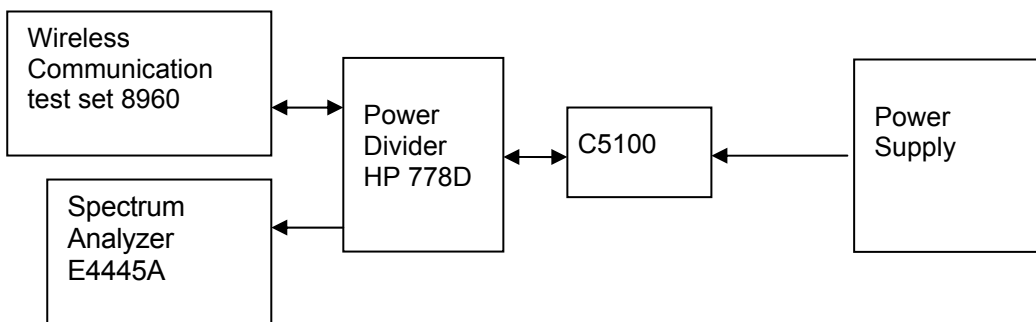 Wireless
Communication
test set 8960
Power
Divider
HP 778D
C5100
Power
Supply
Spectrum
Analyzer
E4445A